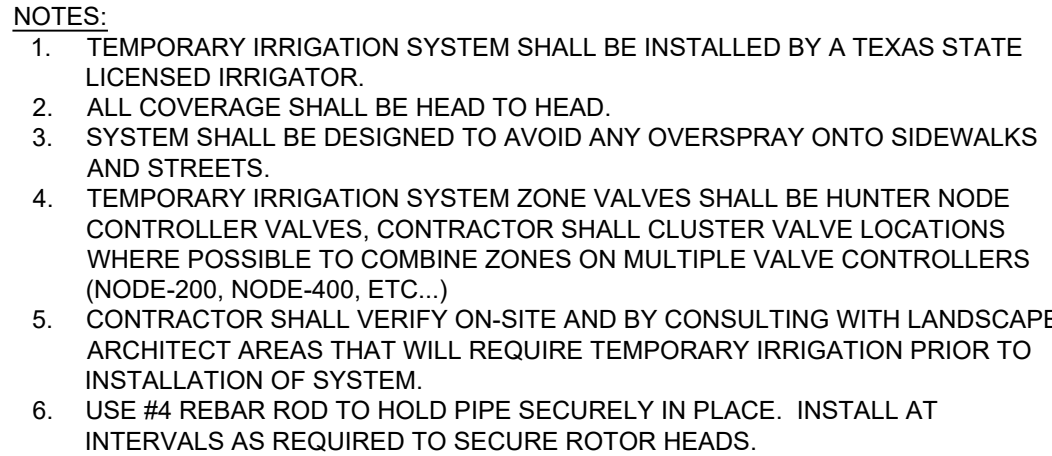 NOTES:
1. TEMPORARY IRRIGATION SYSTEM SHALL BE INSTALLED BY A TEXAS STATE
LICENSED IRRIGATOR.
2. ALL COVERAGE SHALL BE HEAD TO HEAD.
3. SYSTEM SHALL BE DESIGNED TO AVOID ANY OVERSPRAY ONTO SIDEWALKS
AND STREETS.
4. TEMPORARY IRRIGATION SYSTEM ZONE VALVES SHALL BE HUNTER NODE
CONTROLLER VALVES, CONTRACTOR SHALL CLUSTER VALVE LOCATIONS
WHERE POSSIBLE TO COMBINE ZONES ON MULTIPLE VALVE CONTROLLERS
(NODE-200, NODE-400, ETC...)
5. CONTRACTOR SHALL VERIFY ON-SITE AND BY CONSULTING WITH LANDSCAPE
ARCHITECT AREAS THAT WILL REQUIRE TEMPORARY IRRIGATION PRIOR TO
INSTALLATION OF SYSTEM.
6. USE #4 REBAR ROD TO HOLD PIPE SECURELY IN PLACE. INSTALL AT
INTERVALS AS REQUIRED TO SECURE ROTOR HEADS.